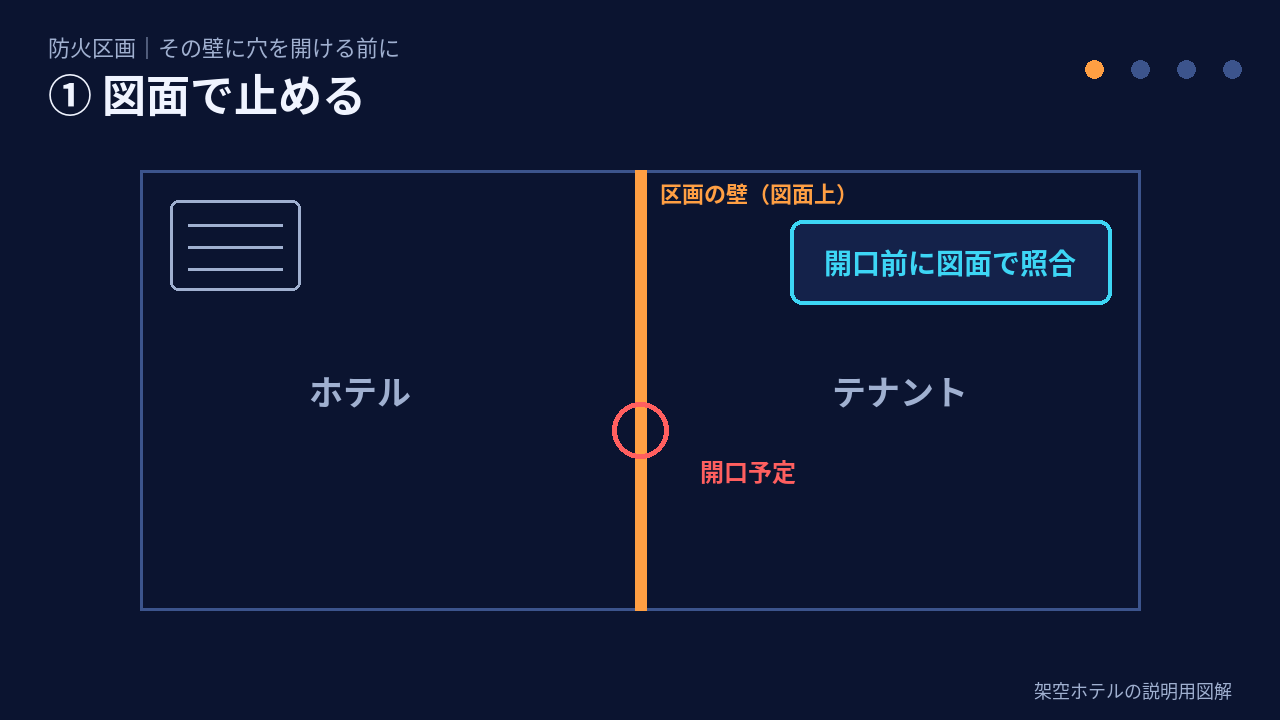 防火区画｜その壁に穴を開ける前に
① 図面で止める
区画の壁（図面上）
開口前に図面で照合
ホテル
テナント
開口予定
架空ホテルの説明用図解